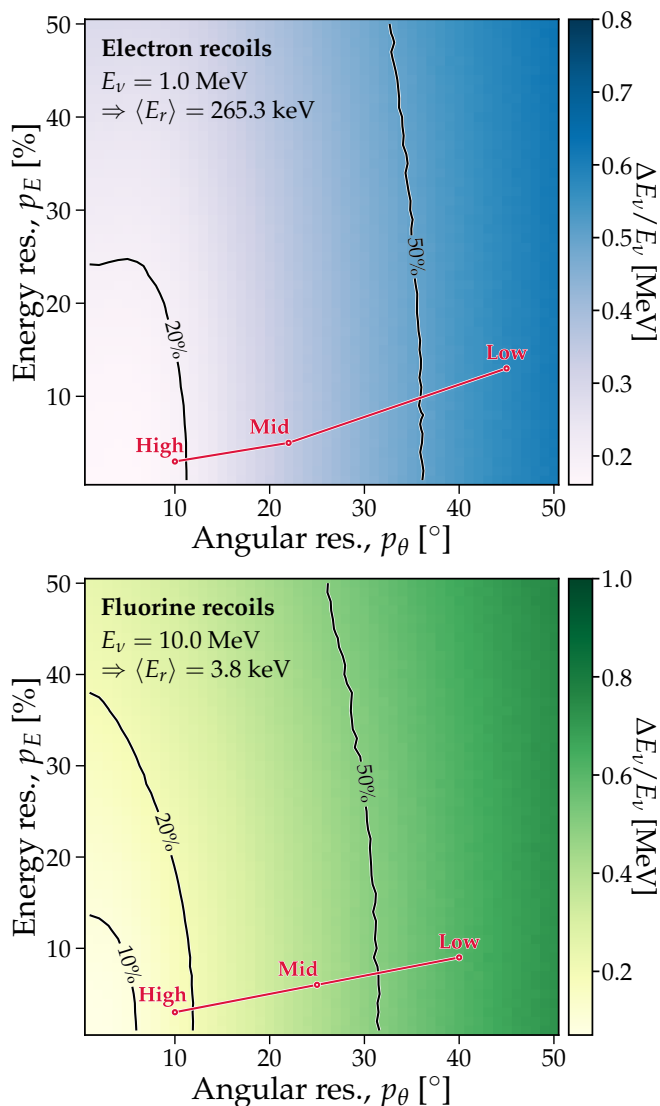 Electron recoils
E_ν = 1.0 MeV
⇒ ⟨E_r⟩ = 265.3 keV
50
40
30
20
10
Energy res., p_E [%]
20%
50%
High
Mid
Low
10
20
30
40
50
Angular res., p_θ [°]
0.8
0.7
0.6
0.5
0.4
0.3
0.2
ΔE_ν/E_ν [MeV]
Fluorine recoils
E_ν = 10.0 MeV
⇒ ⟨E_r⟩ = 3.8 keV
50
40
30
20
10
Energy res., p_E [%]
10%
20%
50%
High
Mid
Low
10
20
30
40
50
Angular res., p_θ [°]
1.0
0.8
0.6
0.4
0.2
ΔE_ν/E_ν [MeV]